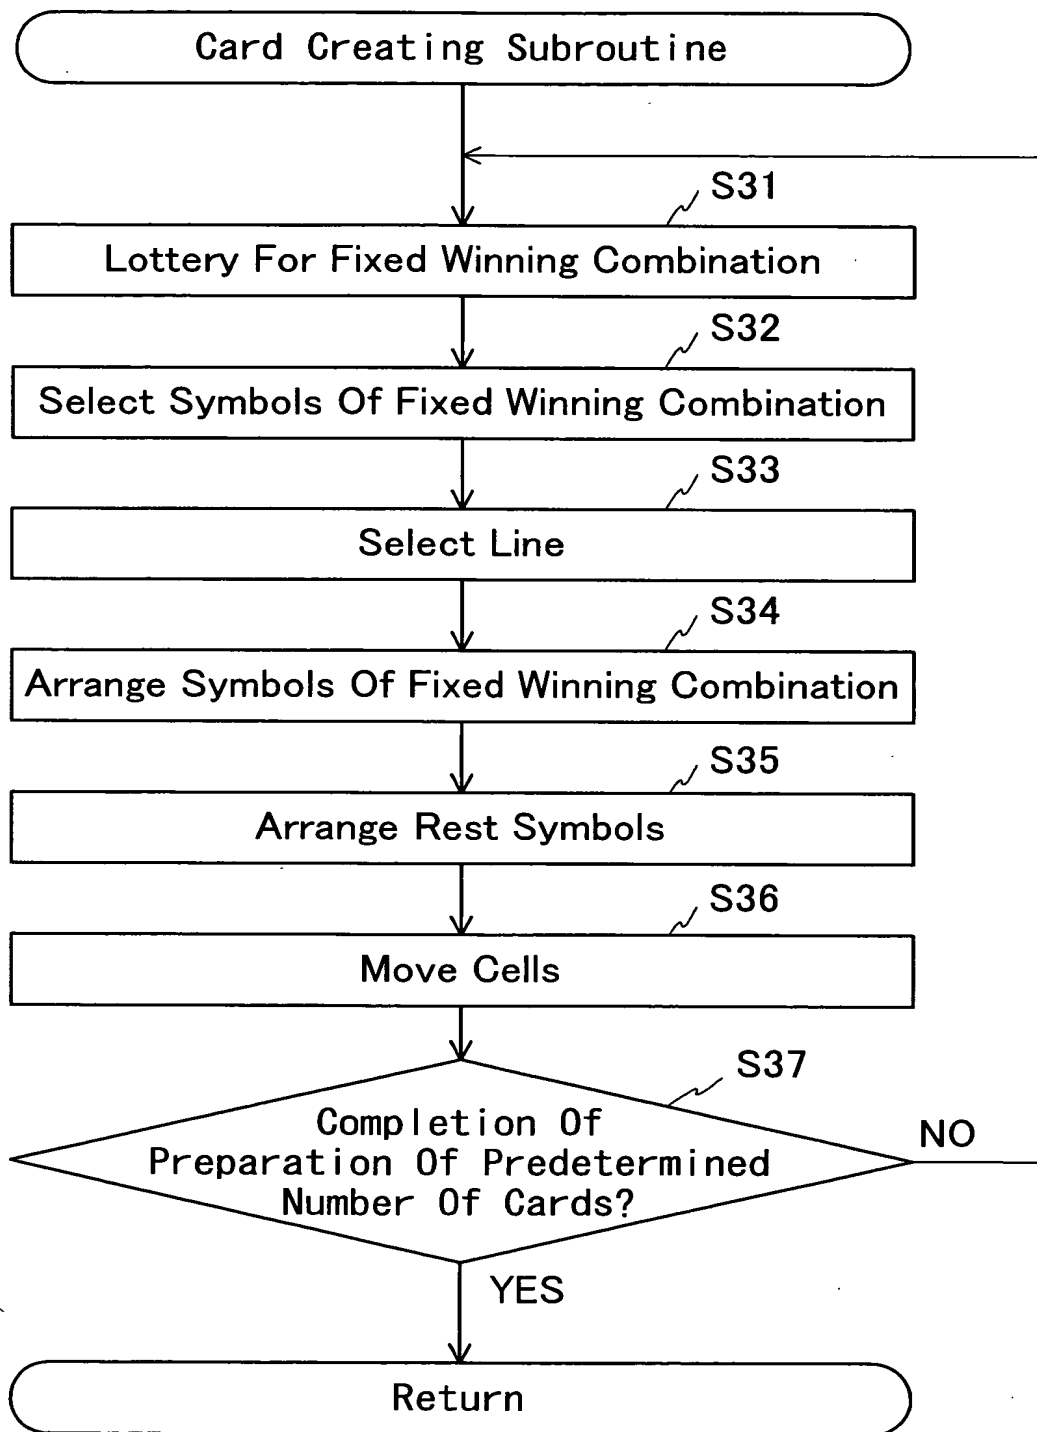 Card Creating Subroutine
S31
Lottery For Fixed Winning Combination
S32
Select Symbols Of Fixed Winning Combination
S33
Select Line
S34
Arrange Symbols Of Fixed Winning Combination
S35
Arrange Rest Symbols
S36
Move Cells
S37
Completion Of
Preparation Of Predetermined
Number Of Cards?
NO
YES
Return